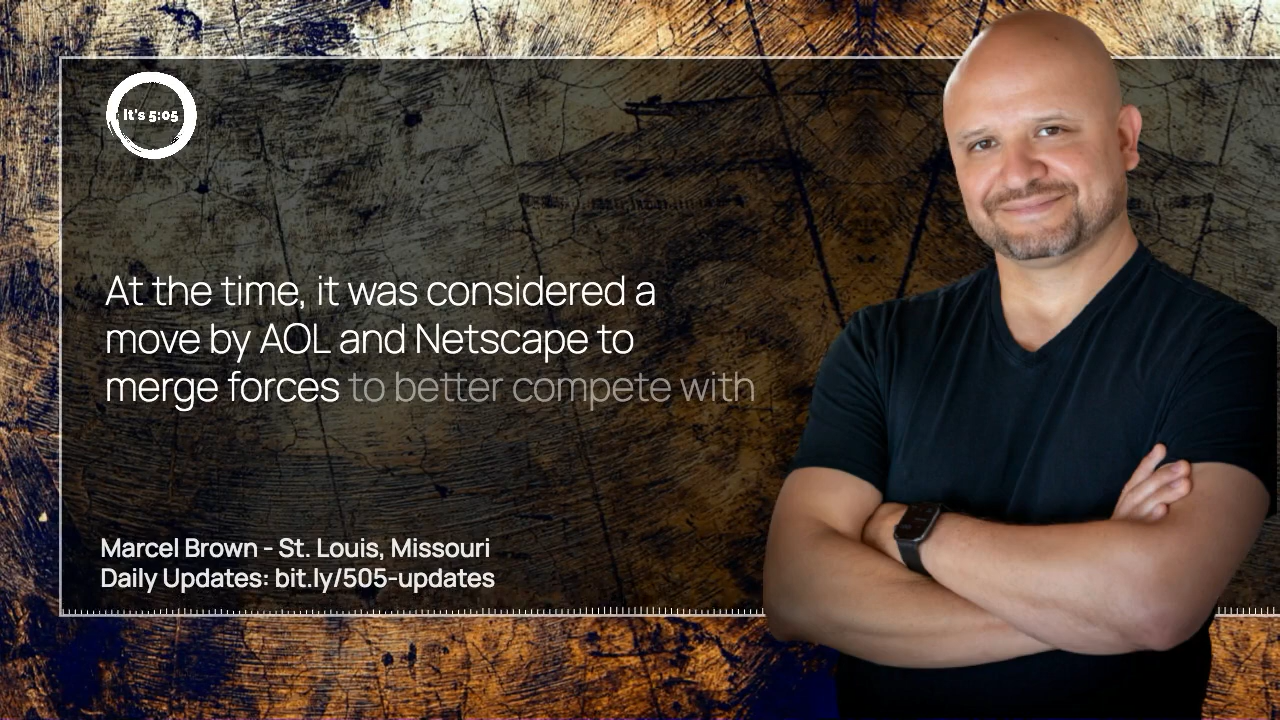 It's 5:05
At the time, it was considered a
move by AOL and Netscape to
merge forces to better compete with
Marcel Brown - St. Louis, Missouri
Daily Updates: bit.ly/505-updates